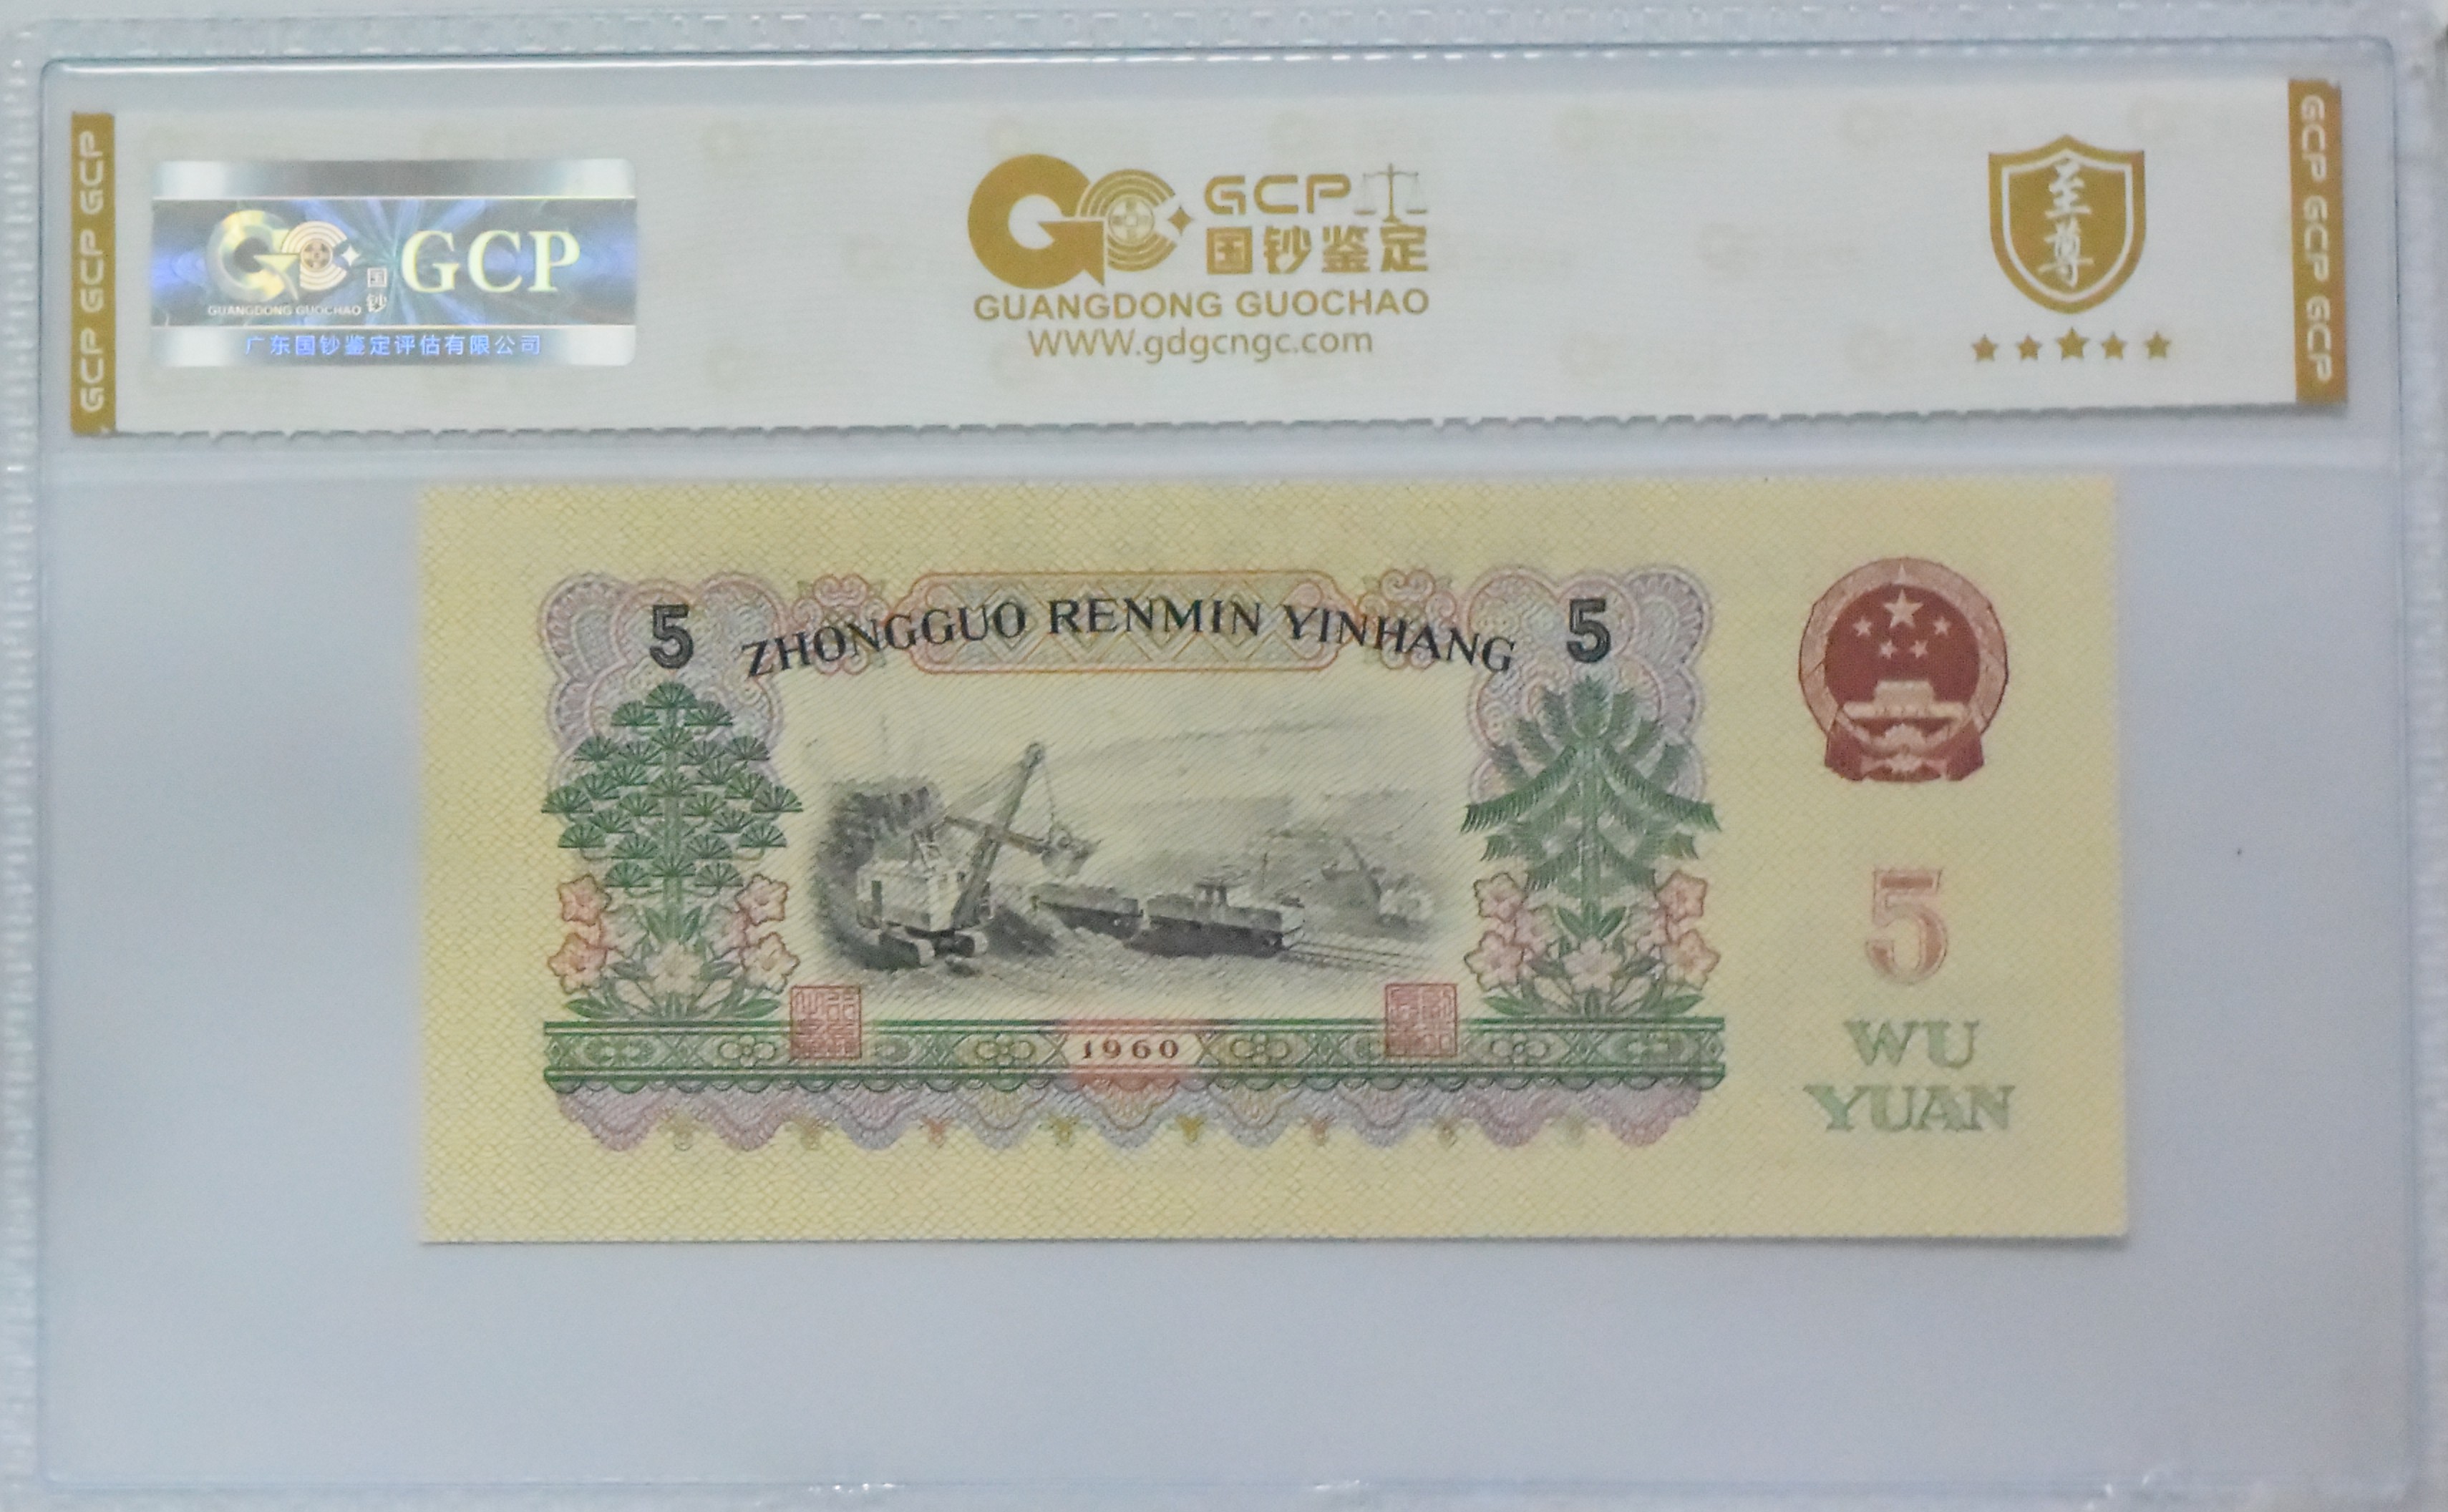 GCP GCP GCP
国钞
GCP
GUANGDONG GUOCHAO
广东国钞鉴定评估有限公司
GCP
国钞鉴定
GUANGDONG GUOCHAO
WWW.gdgcngc.com
至尊
GCP GCP GCP
5 ZHONGGUO RENMIN YINHANG 5
1960
5
WU
YUAN